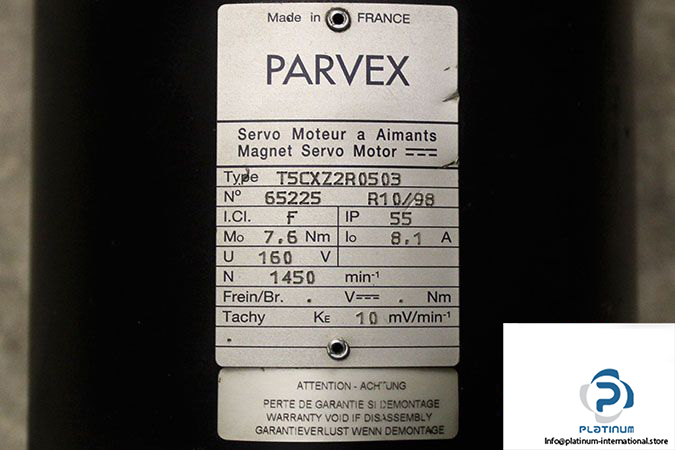 Made in FRANCE
PARVEX
Servo Moteur a Aimants
Magnet Servo Motor
Type T5CXZ2R0503
N° 65225 R10/98
I.Cl. F IP 55
Mo 7.6 Nm Io 8.1 A
U 160 V
N 1450 min-1
Frein/Br. . V . Nm
Tachy KE 10 mV/min-1
.
ATTENTION - ACHTUNG
PERTE DE GARANTIE SI DEMONTAGE
WARRANTY VOID IF DISASSEMBLY
GARANTIEVERLUST WENN DEMONTAGE
PLATINUM
Info@platinum-international.store